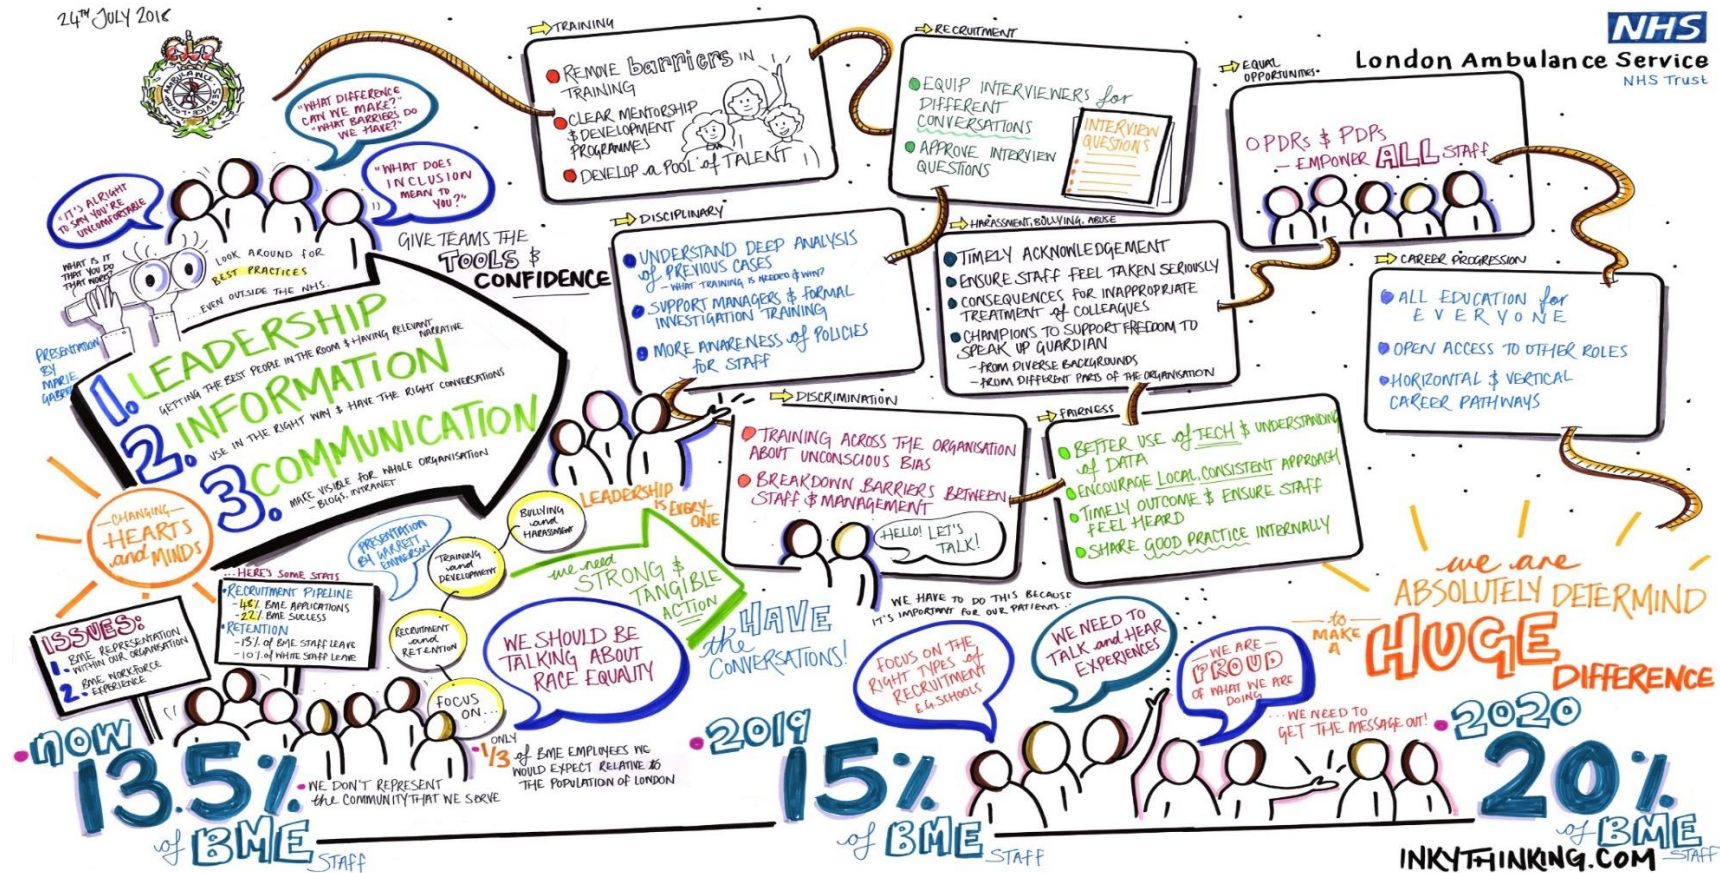 24TH JULY 2018
LONDON AMBULANCE SERVICE
NHS
London Ambulance Service
NHS Trust
"WHAT DIFFERENCE
CAN WE MAKE?"
"WHAT BARRIERS DO
WE HAVE?"
"IT'S ALRIGHT
TO SAY YOU'RE
UNCOMFORTABLE
"WHAT DOES
INCLUSION
MEAN TO
YOU?"
WHAT IS IT
THAT YOU DO
THAT WORKS?
LOOK AROUND for
BEST PRACTICES
...EVEN OUTSIDE THE NHS.
GIVE TEAMS THE
TOOLS &
CONFIDENCE
PRESENTATION
BY
MARIE
1. LEADERSHIP
GETTING THE BEST PEOPLE IN THE ROOM & HAVING RELEVANT
NARRATIVE
2. INFORMATION
USE IN THE RIGHT WAY & HAVE THE RIGHT CONVERSATIONS
3. COMMUNICATION
MAKE VISIBLE FOR WHOLE ORGANISATION
- BLOGS, INTRANET
TRAINING
REMOVE barriers IN
TRAINING
CLEAR MENTORSHIP
& DEVELOPMENT
PROGRAMMES
DEVELOP a POOL of TALENT
RECRUITMENT
EQUIP INTERVIEWERS for
DIFFERENT
CONVERSATIONS
APPROVE INTERVIEW
QUESTIONS
INTERVIEW
QUESTIONS
EQUAL
OPPORTUNITIES
OPDRs & PDPs
- EMPOWER ALL STAFF
DISCIPLINARY
UNDERSTAND DEEP ANALYSIS
of PREVIOUS CASES
- WHAT TRAINING IS NEEDED & WHY?
SUPPORT MANAGERS & FORMAL
INVESTIGATION TRAINING
MORE AWARENESS of POLICIES
for STAFF
HARASSMENT, BULLYING, ABUSE
TIMELY ACKNOWLEDGEMENT
ENSURE STAFF FEEL TAKEN SERIOUSLY
CONSEQUENCES FOR INAPPROPRIATE
TREATMENT of COLLEAGUES
CHAMPIONS TO SUPPORT FREEDOM TO
SPEAK UP GUARDIAN
- FROM DIVERSE BACKGROUNDS
- FROM DIFFERENT PARTS OF THE ORGANISATION
CAREER PROGRESSION
ALL EDUCATION for
EVERYONE
OPEN ACCESS TO OTHER ROLES
HORIZONTAL & VERTICAL
CAREER PATHWAYS
DISCRIMINATION
TRAINING ACROSS THE ORGANISATION
ABOUT UNCONSCIOUS BIAS
BREAKDOWN BARRIERS BETWEEN
STAFF & MANAGEMENT
HELLO! LET'S
TALK!
FAIRNESS
BETTER USE of TECH & UNDERSTANDING
of DATA
ENCOURAGE LOCAL, CONSISTENT APPROACH
TIMELY OUTCOME & ENSURE STAFF
FEEL HEARD
SHARE GOOD PRACTICE INTERNALLY
LEADERSHIP
IS EVERY-
ONE
- CHANGING -
HEARTS
and MINDS
PRESENTATION
BY GARRETT
EMMERSON
BULLYING
and
HARASSMENT
TRAINING
and
DEVELOPMENT
RECRUITMENT
and
RETENTION
FOCUS
ON...
we need
STRONG &
TANGIBLE
ACTION
...HERE'S SOME STATS
RECRUITMENT PIPELINE
- 48% BME APPLICATIONS
- 22% BME SUCCESS
RETENTION
- 15% of BME STAFF LEAVE
- 10% of WHITE STAFF LEAVE
ISSUES:
1. BME REPRESENTATION
WITHIN OUR ORGANISATION
2. BME WORKFORCE
EXPERIENCE
WE SHOULD BE
TALKING ABOUT
RACE EQUALITY
HAVE
the
CONVERSATIONS!
WE HAVE TO DO THIS BECAUSE
IT'S IMPORTANT FOR OUR PATIENTS...
FOCUS ON THE
RIGHT TYPES of
RECRUITMENT
E.G. SCHOOLS
WE NEED TO
TALK and HEAR
EXPERIENCES
- WE ARE -
PROUD
OF WHAT WE ARE
DOING
...WE NEED TO
GET THE MESSAGE OUT!
we are
ABSOLUTELY DETERMIND
to
MAKE
A
HUGE
DIFFERENCE
NOW
13.5%
of BME
STAFF
WE DON'T REPRESENT
the COMMUNITY THAT WE SERVE
ONLY
1/3 of BME EMPLOYEES WE
WOULD EXPECT RELATIVE to
THE POPULATION OF LONDON
2019
15%
of BME
STAFF
2020
20%
of BME
STAFF
INKYTHINKING.COM